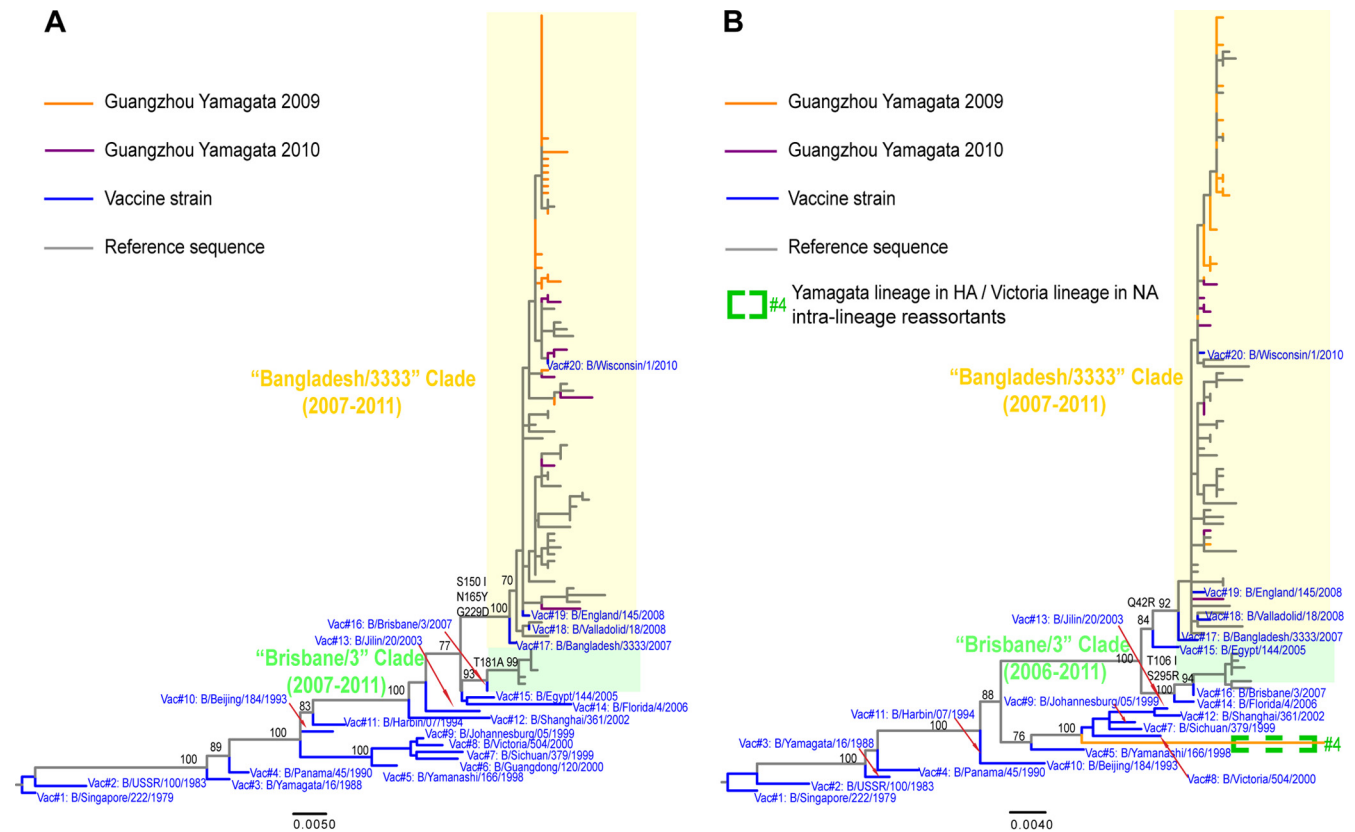 A
Guangzhou Yamagata 2009
Guangzhou Yamagata 2010
Vaccine strain
Reference sequence
Vac#20: B/Wisconsin/1/2010
“Bangladesh/3333” Clade
(2007-2011)
S150 I
N165Y
G229D
70
100
Vac#19: B/England/145/2008
Vac#18: B/Valladolid/18/2008
Vac#17: B/Bangladesh/3333/2007
Vac#16: B/Brisbane/3/2007
Vac#13: B/Jilin/20/2003
77
“Brisbane/3” Clade
(2007-2011)
T181A
99
93
Vac#15: B/Egypt/144/2005
Vac#14: B/Florida/4/2006
Vac#12: B/Shanghai/361/2002
100
Vac#10: B/Beijing/184/1993
83
Vac#11: B/Harbin/07/1994
Vac#9: B/Johannesburg/05/1999
Vac#8: B/Victoria/504/2000
Vac#7: B/Sichuan/379/1999
Vac#6: B/Guangdong/120/2000
Vac#5: B/Yamanashi/166/1998
100
100
89
Vac#4: B/Panama/45/1990
Vac#3: B/Yamagata/16/1988
100
Vac#2: B/USSR/100/1983
Vac#1: B/Singapore/222/1979
0.0050
B
Guangzhou Yamagata 2009
Guangzhou Yamagata 2010
Vaccine strain
Reference sequence
#4
Yamagata lineage in HA / Victoria lineage in NA
intra-lineage reassortants
Vac#20: B/Wisconsin/1/2010
“Bangladesh/3333” Clade
(2007-2011)
Vac#19: B/England/145/2008
Q42R
92
84
Vac#13: B/Jilin/20/2003
Vac#18: B/Valladolid/18/2008
Vac#17: B/Bangladesh/3333/2007
Vac#15: B/Egypt/144/2005
“Brisbane/3” Clade
(2006-2011)
100
T106 I
S295R
94
100
Vac#16: B/Brisbane/3/2007
Vac#14: B/Florida/4/2006
Vac#9: B/Johannesburg/05/1999
Vac#12: B/Shanghai/361/2002
Vac#7: B/Sichuan/379/1999
88
Vac#11: B/Harbin/07/1994
100
76
#4
Vac#5: B/Yamanashi/166/1998
Vac#10: B/Beijing/184/1993
Vac#8: B/Victoria/504/2000
100
Vac#3: B/Yamagata/16/1988
Vac#4: B/Panama/45/1990
100
Vac#2: B/USSR/100/1983
Vac#1: B/Singapore/222/1979
0.0040